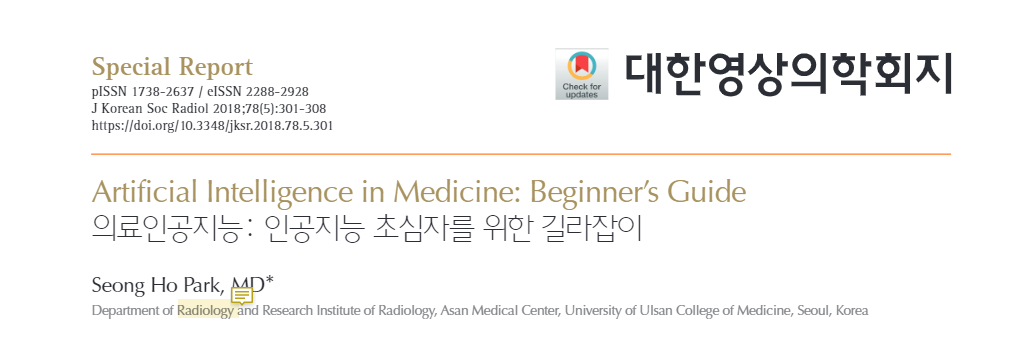 Special Report
pISSN 1738-2637 / eISSN 2288-2928
J Korean Soc Radiol 2018;78(5):301-308
https://doi.org/10.3348/jksr.2018.78.5.301
Check for
updates
대한영상의학회지
Artificial Intelligence in Medicine: Beginner's Guide
의료인공지능: 인공지능 초심자를 위한 길라잡이
Seong Ho Park, MD*
Department of Radiology and Research Institute of Radiology, Asan Medical Center, University of Ulsan College of Medicine, Seoul, Korea